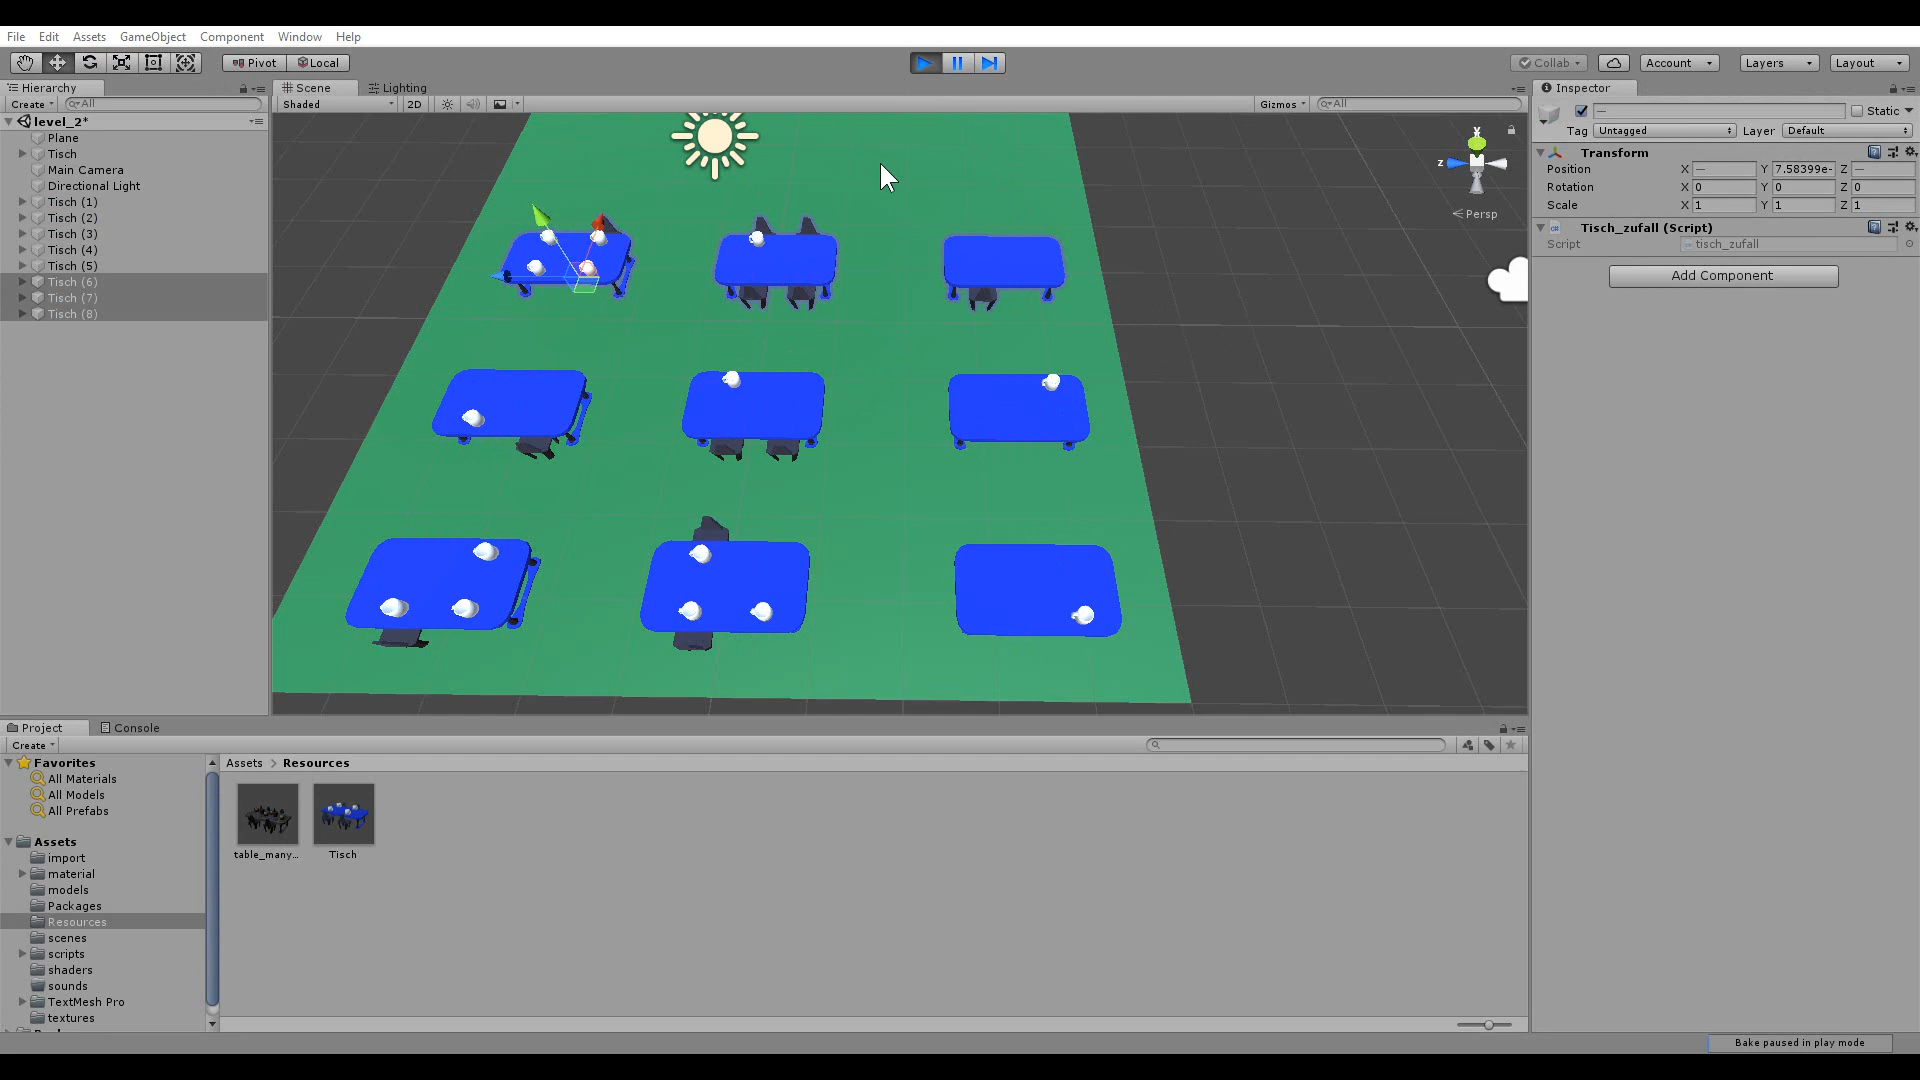 File Edit Assets GameObject Component Window Help
Pivot Local Collab Account Layers Layout
Hierarchy
Create All
level_2*
Plane
Tisch
Main Camera
Directional Light
Tisch (1)
Tisch (2)
Tisch (3)
Tisch (4)
Tisch (5)
Tisch (6)
Tisch (7)
Tisch (8)
Scene Lighting
Shaded 2D Gizmos All
y
z
Persp
Inspector
Static
Tag Untagged Layer Default
Transform
Position X — Y 7.58399e- Z —
Rotation X 0 Y 0 Z 0
Scale X 1 Y 1 Z 1
Tisch_zufall (Script)
Script tisch_zufall
Add Component
Project Console
Create
Favorites
All Materials
All Models
All Prefabs
Assets
import
material
models
Packages
Resources
scenes
scripts
shaders
sounds
TextMesh Pro
textures
Assets > Resources
table_many... Tisch
Bake paused in play mode